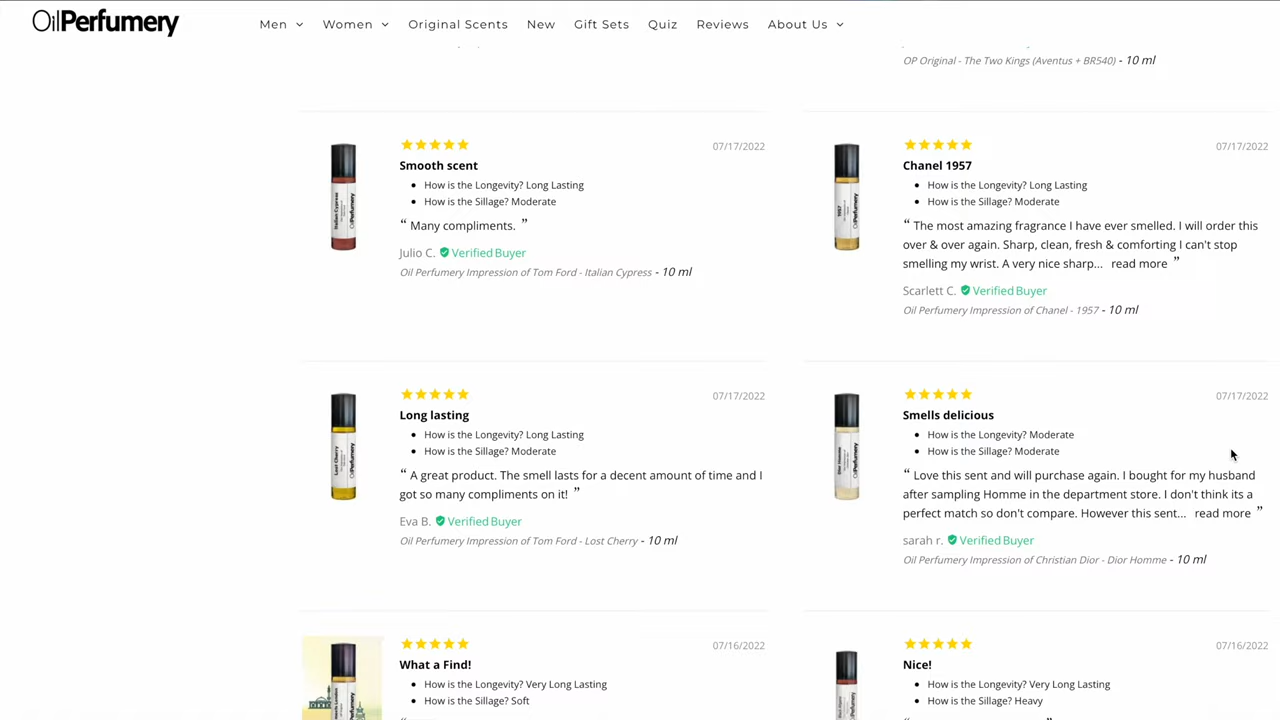 OilPerfumery
Men Women Original Scents New Gift Sets Quiz Reviews About Us
OP Original - The Two Kings (Aventus + BR540) - 10 ml
07/17/2022
Smooth scent
• How is the Longevity? Long Lasting
• How is the Sillage? Moderate
“ Many compliments. ”
Julio C. Verified Buyer
Oil Perfumery Impression of Tom Ford - Italian Cypress - 10 ml
Italian Cypress
OilPerfumery
07/17/2022
Chanel 1957
• How is the Longevity? Long Lasting
• How is the Sillage? Moderate
“ The most amazing fragrance I have ever smelled. I will order this
over & over again. Sharp, clean, fresh & comforting I can't stop
smelling my wrist. A very nice sharp... read more ”
Scarlett C. Verified Buyer
Oil Perfumery Impression of Chanel - 1957 - 10 ml
1957
OilPerfumery
07/17/2022
Long lasting
• How is the Longevity? Long Lasting
• How is the Sillage? Moderate
“ A great product. The smell lasts for a decent amount of time and I
got so many compliments on it! ”
Eva B. Verified Buyer
Oil Perfumery Impression of Tom Ford - Lost Cherry - 10 ml
Lost Cherry
OilPerfumery
07/17/2022
Smells delicious
• How is the Longevity? Moderate
• How is the Sillage? Moderate
“ Love this sent and will purchase again. I bought for my husband
after sampling Homme in the department store. I don't think its a
perfect match so don't compare. However this sent... read more ”
sarah r. Verified Buyer
Oil Perfumery Impression of Christian Dior - Dior Homme - 10 ml
Dior Homme
OilPerfumery
07/16/2022
What a Find!
• How is the Longevity? Very Long Lasting
• How is the Sillage? Soft
07/16/2022
Nice!
• How is the Longevity? Very Long Lasting
• How is the Sillage? Heavy